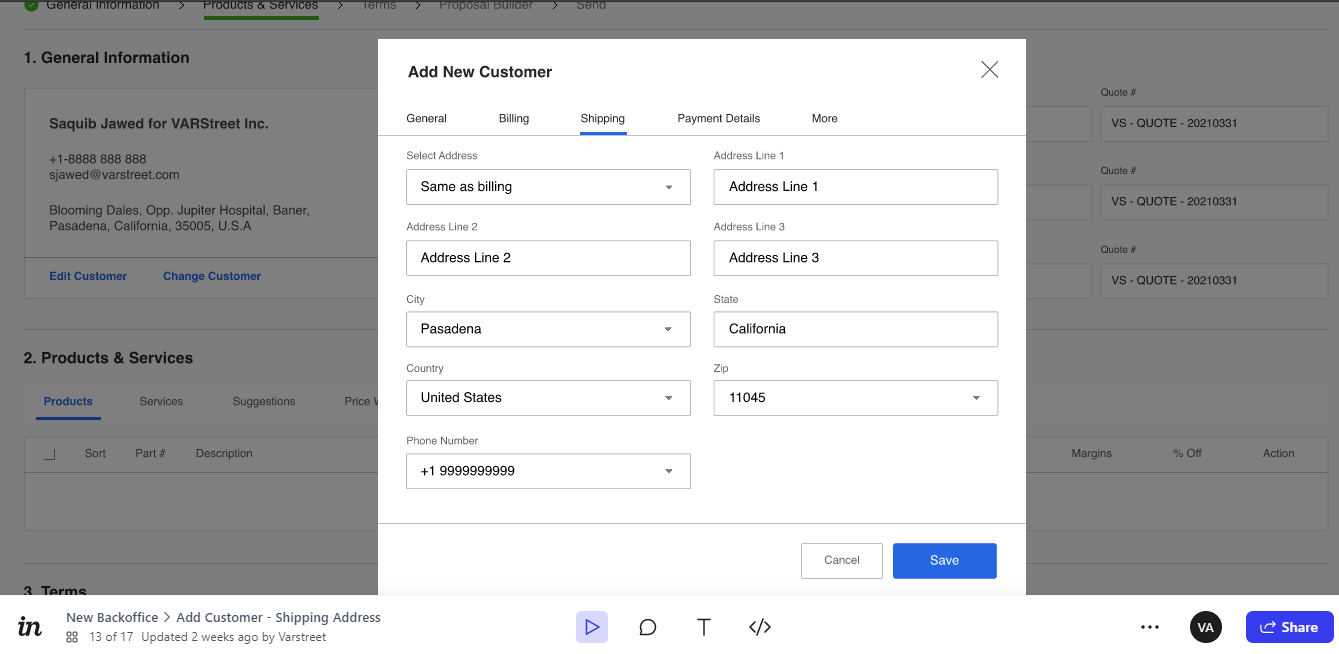 General Information > Products & Services > Terms > Proposal Builder > Send
1. General Information
Saquib Jawed for VARStreet Inc.
+1-8888 888 888
sjawed@varstreet.com
Blooming Dales, Opp. Jupiter Hospital, Baner,
Pasadena, California, 35005, U.S.A
Edit Customer Change Customer
Quote #
VS - QUOTE - 20210331
Quote #
VS - QUOTE - 20210331
Quote #
VS - QUOTE - 20210331
2. Products & Services
Products Services Suggestions Price
Sort Part # Description
Margins % Off Action
3. Terms
Add New Customer
General Billing Shipping Payment Details More
Select Address Address Line 1
Same as billing Address Line 1
Address Line 2 Address Line 3
Address Line 2 Address Line 3
City State
Pasadena California
Country Zip
United States 11045
Phone Number
+1 9999999999
Cancel Save
in New Backoffice > Add Customer - Shipping Address
13 of 17 Updated 2 weeks ago by Varstreet
T </> VA Share